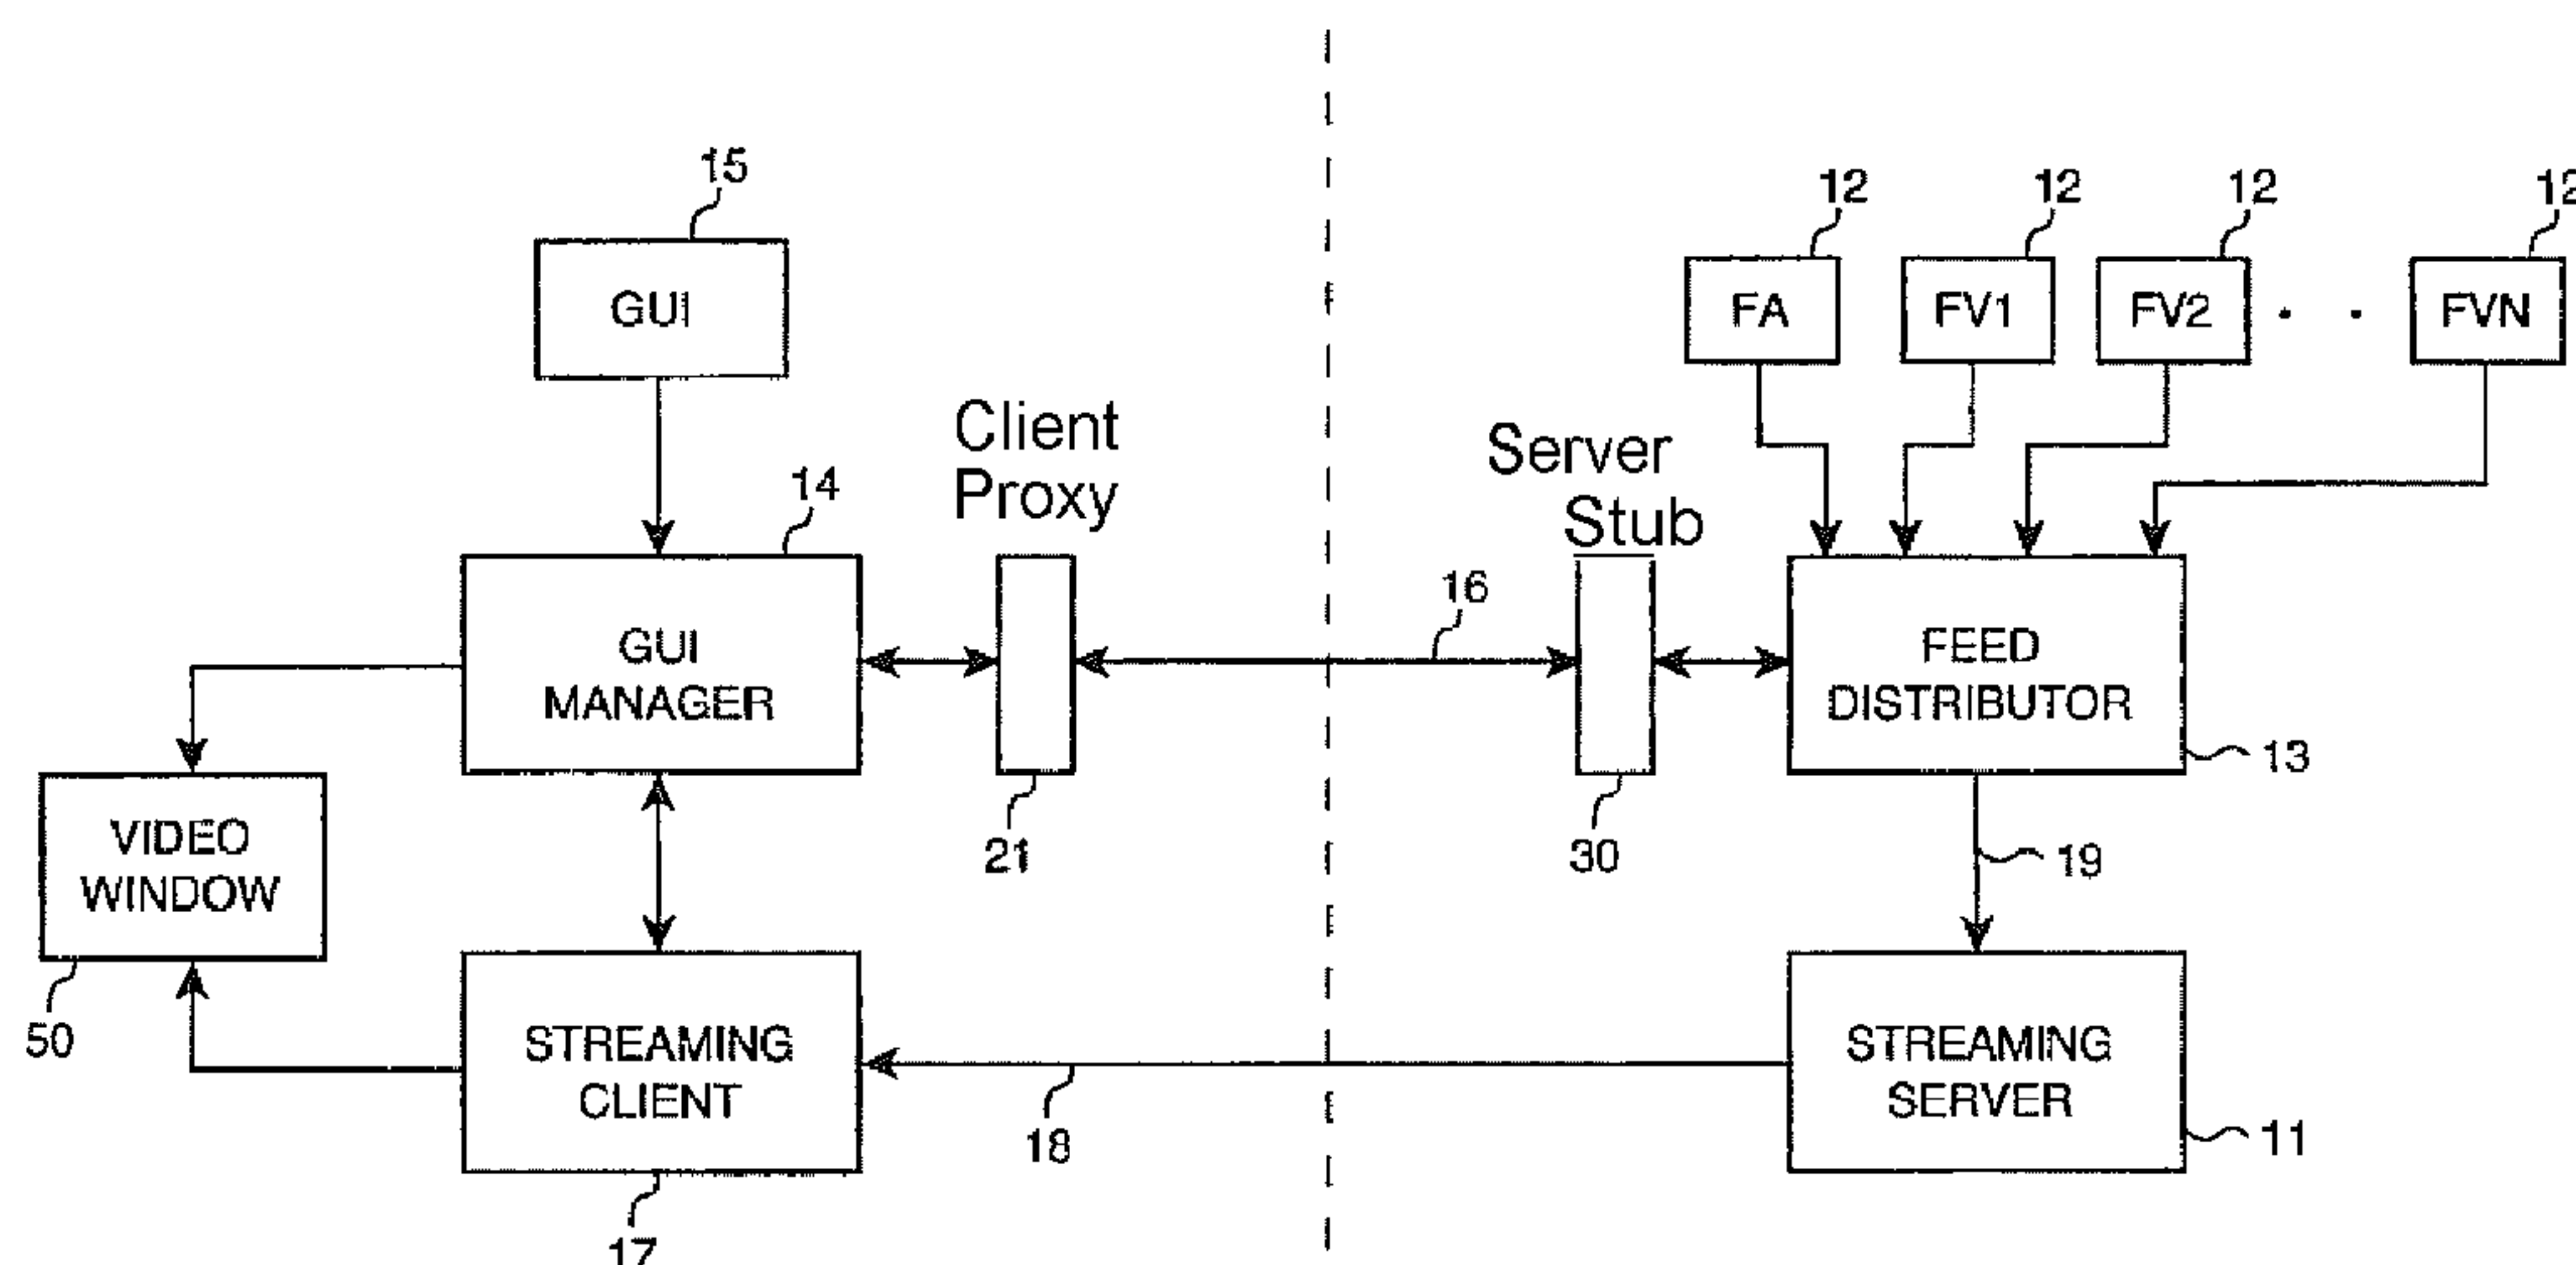 15
12
12
12
12
GUI
FA
FV1
FV2
. .
FVN
Client
Proxy
Server
Stub
14
16
GUI
MANAGER
FEED
DISTRIBUTOR
13
VIDEO
WINDOW
21
30
19
50
STREAMING
CLIENT
18
STREAMING
SERVER
11
17